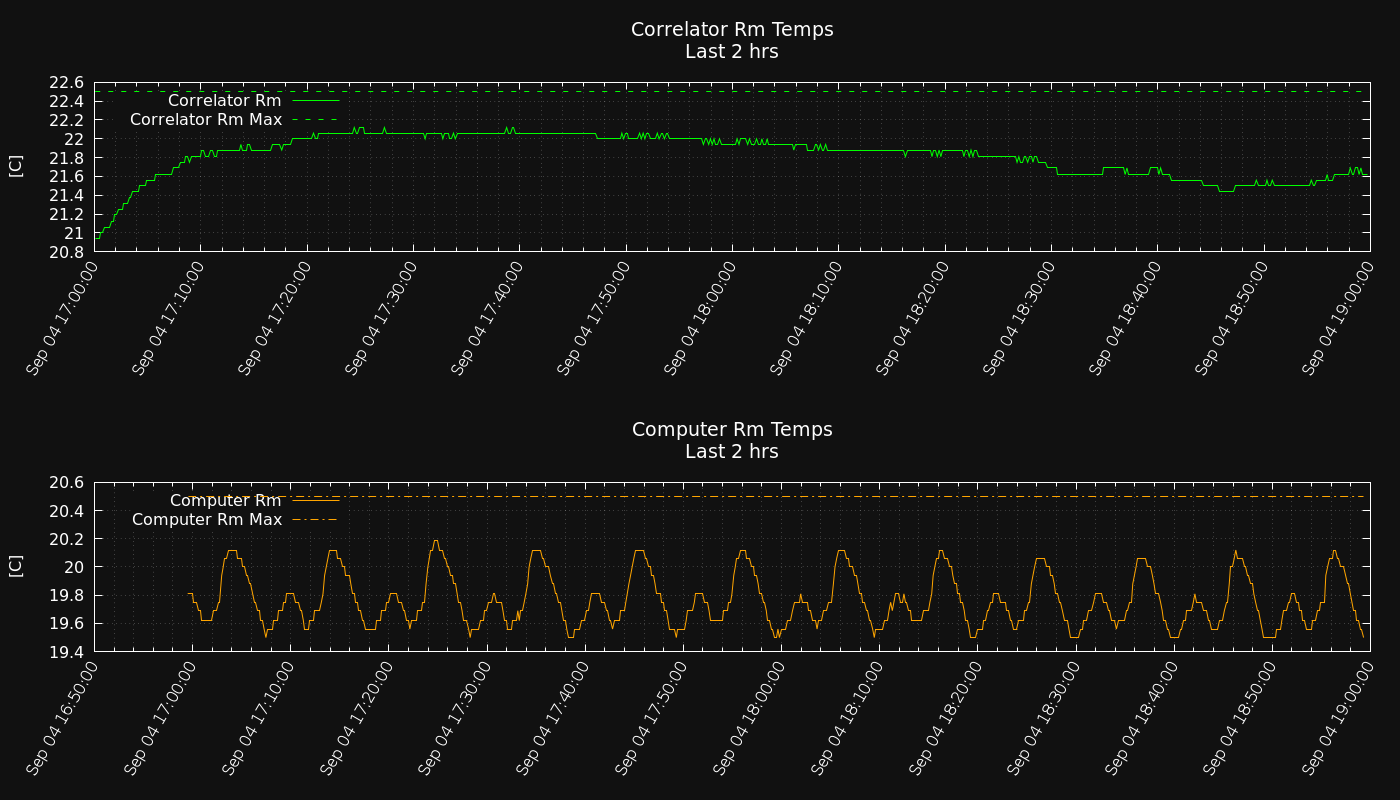 Correlator Rm Temps
Last 2 hrs
22.6
22.4
22.2
22
21.8
21.6
21.4
21.2
21
20.8
[C]
Correlator Rm
Correlator Rm Max
Sep 04 17:00:00
Sep 04 17:10:00
Sep 04 17:20:00
Sep 04 17:30:00
Sep 04 17:40:00
Sep 04 17:50:00
Sep 04 18:00:00
Sep 04 18:10:00
Sep 04 18:20:00
Sep 04 18:30:00
Sep 04 18:40:00
Sep 04 18:50:00
Sep 04 19:00:00
Computer Rm Temps
Last 2 hrs
20.6
20.4
20.2
20
19.8
19.6
19.4
[C]
Computer Rm
Computer Rm Max
Sep 04 16:50:00
Sep 04 17:00:00
Sep 04 17:10:00
Sep 04 17:20:00
Sep 04 17:30:00
Sep 04 17:40:00
Sep 04 17:50:00
Sep 04 18:00:00
Sep 04 18:10:00
Sep 04 18:20:00
Sep 04 18:30:00
Sep 04 18:40:00
Sep 04 18:50:00
Sep 04 19:00:00